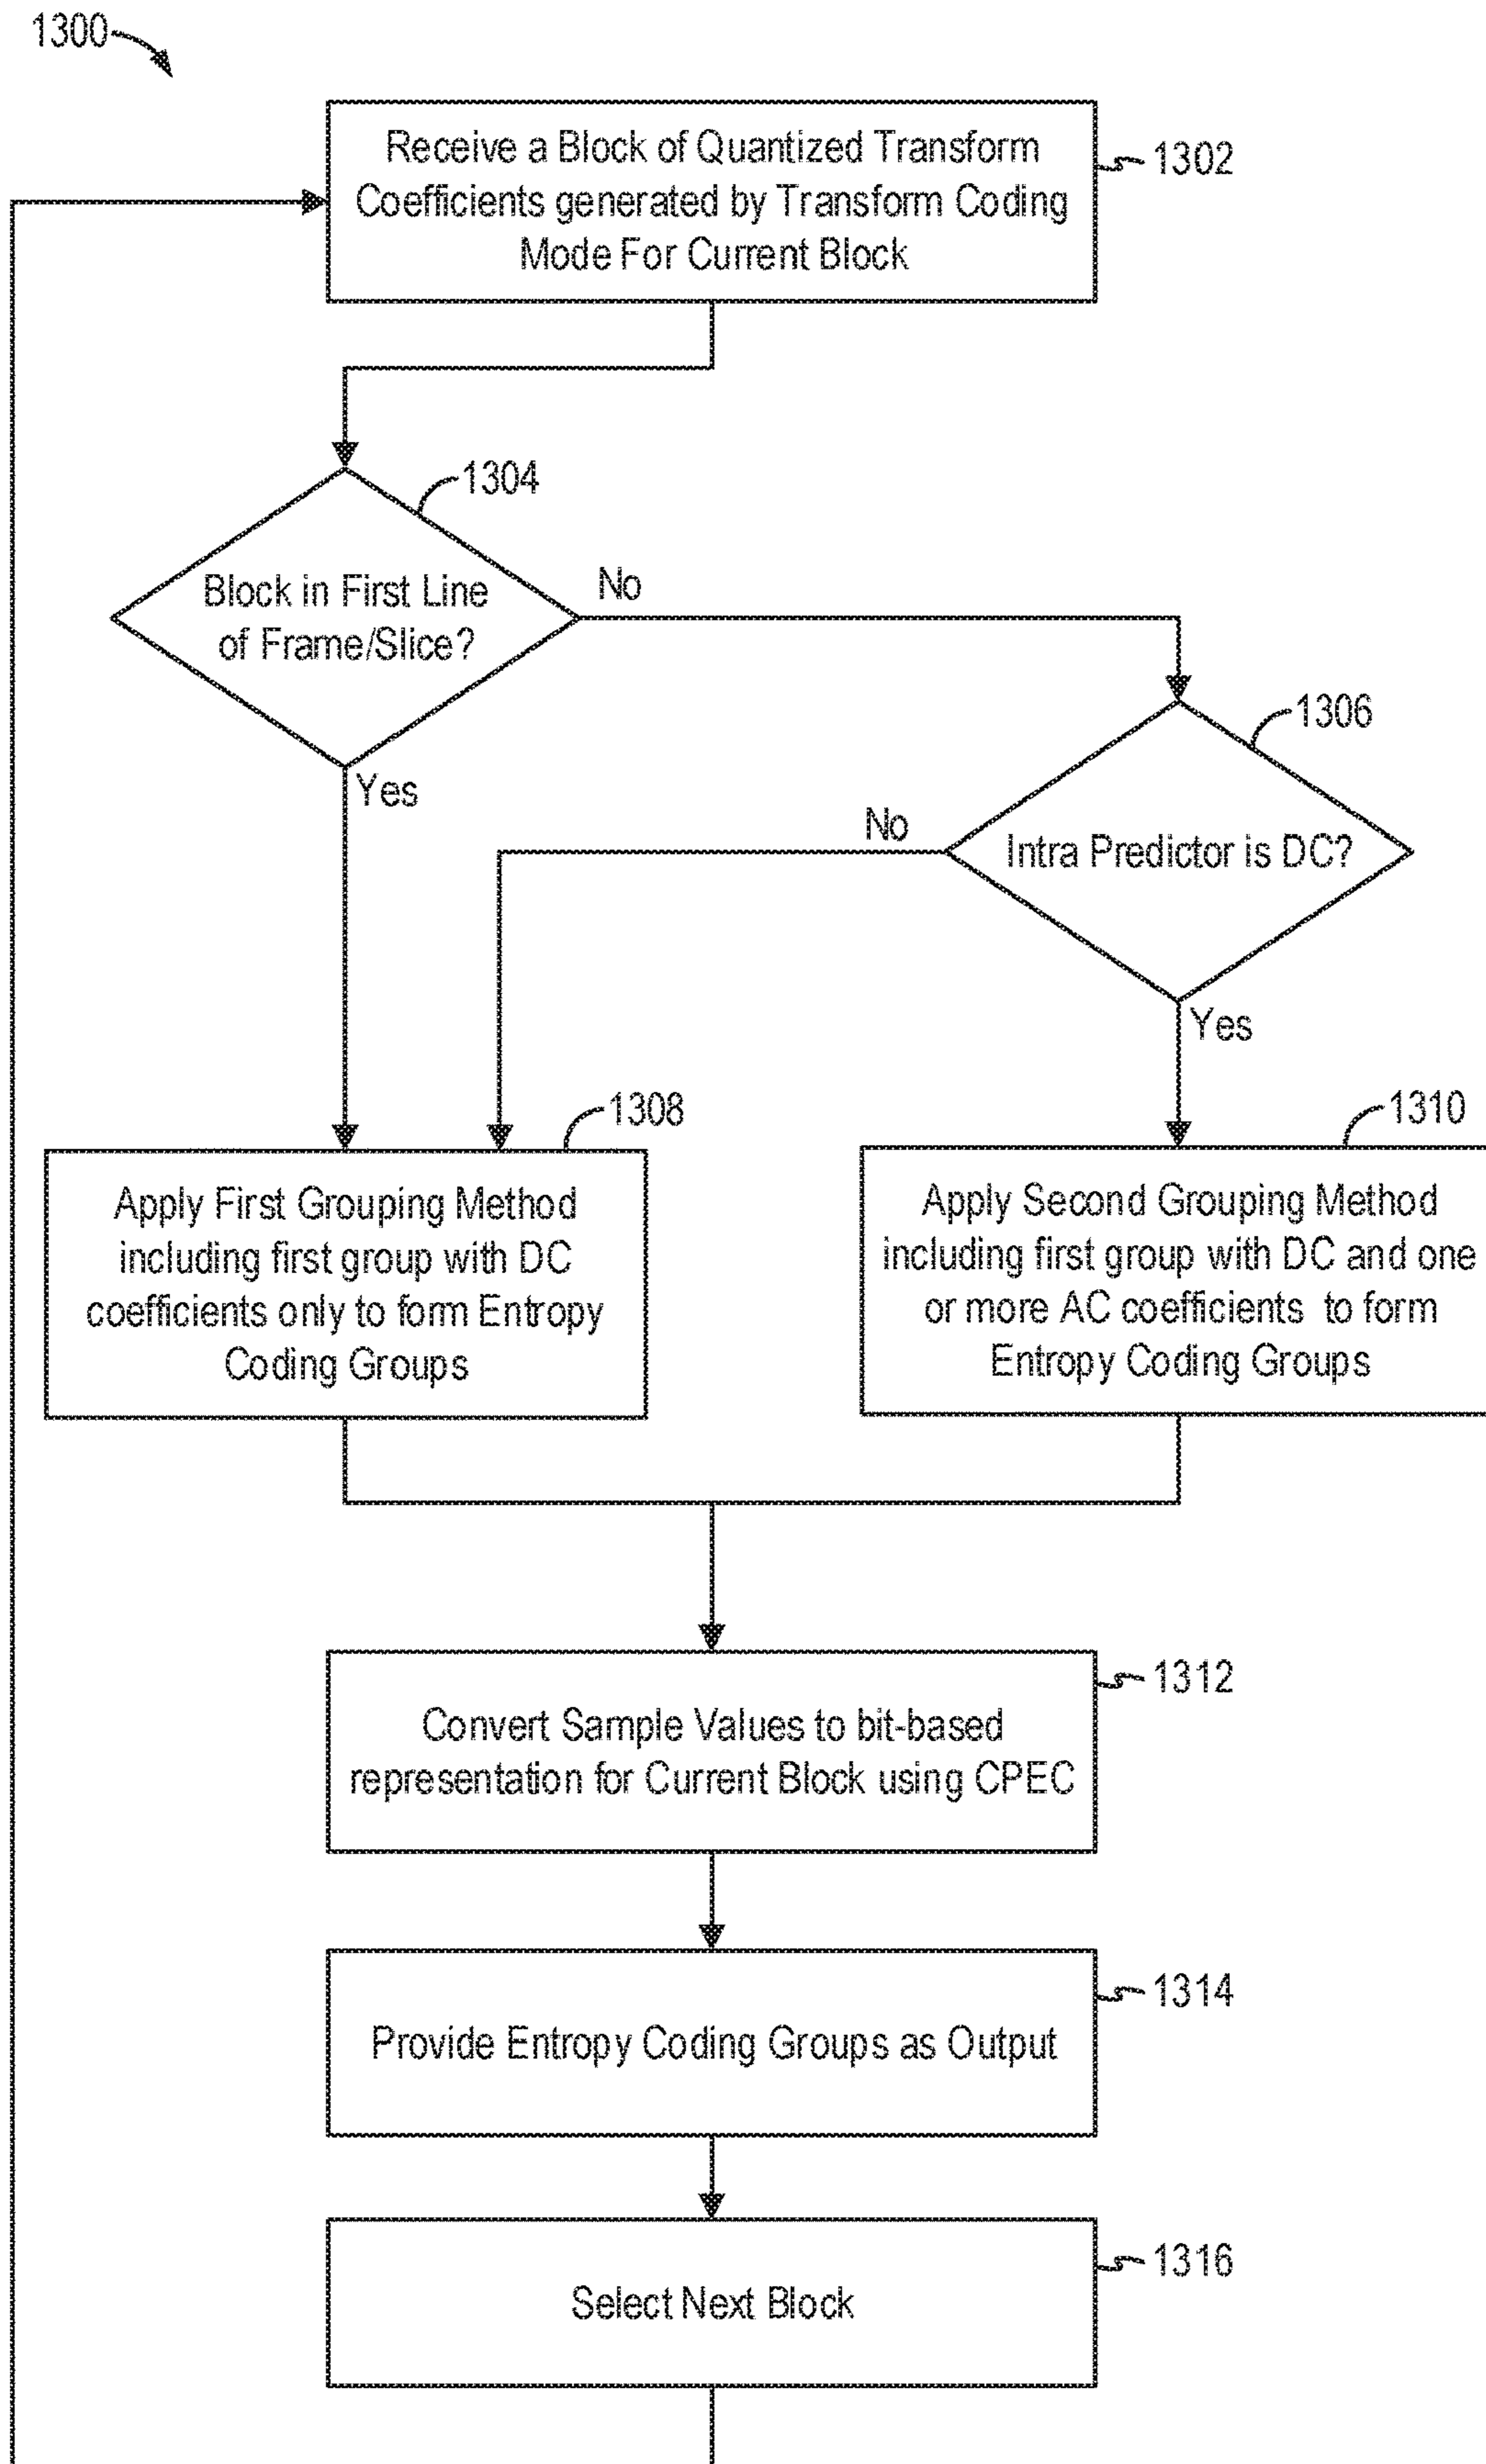 1300
Receive a Block of Quantized Transform
Coefficients generated by Transform Coding
Mode For Current Block
1302
1304
Block in First Line
of Frame/Slice?
No
Yes
1306
Intra Predictor is DC?
No
Yes
1308
Apply First Grouping Method
including first group with DC
coefficients only to form Entropy
Coding Groups
1310
Apply Second Grouping Method
including first group with DC and one
or more AC coefficients to form
Entropy Coding Groups
1312
Convert Sample Values to bit-based
representation for Current Block using CPEC
1314
Provide Entropy Coding Groups as Output
1316
Select Next Block